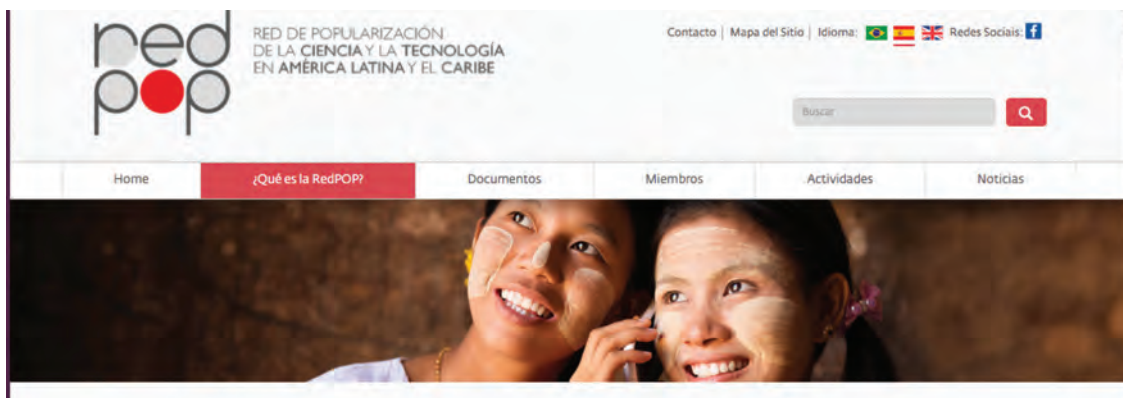 red
pop
RED DE POPULARIZACIÓN
DE LA CIENCIA Y LA TECNOLOGÍA
EN AMÉRICA LATINA Y EL CARIBE
Contacto | Mapa del Sitio | Idioma: Redes Sociais: f
Buscar
Home ¿Qué es la RedPOP? Documentos Miembros Actividades Noticias